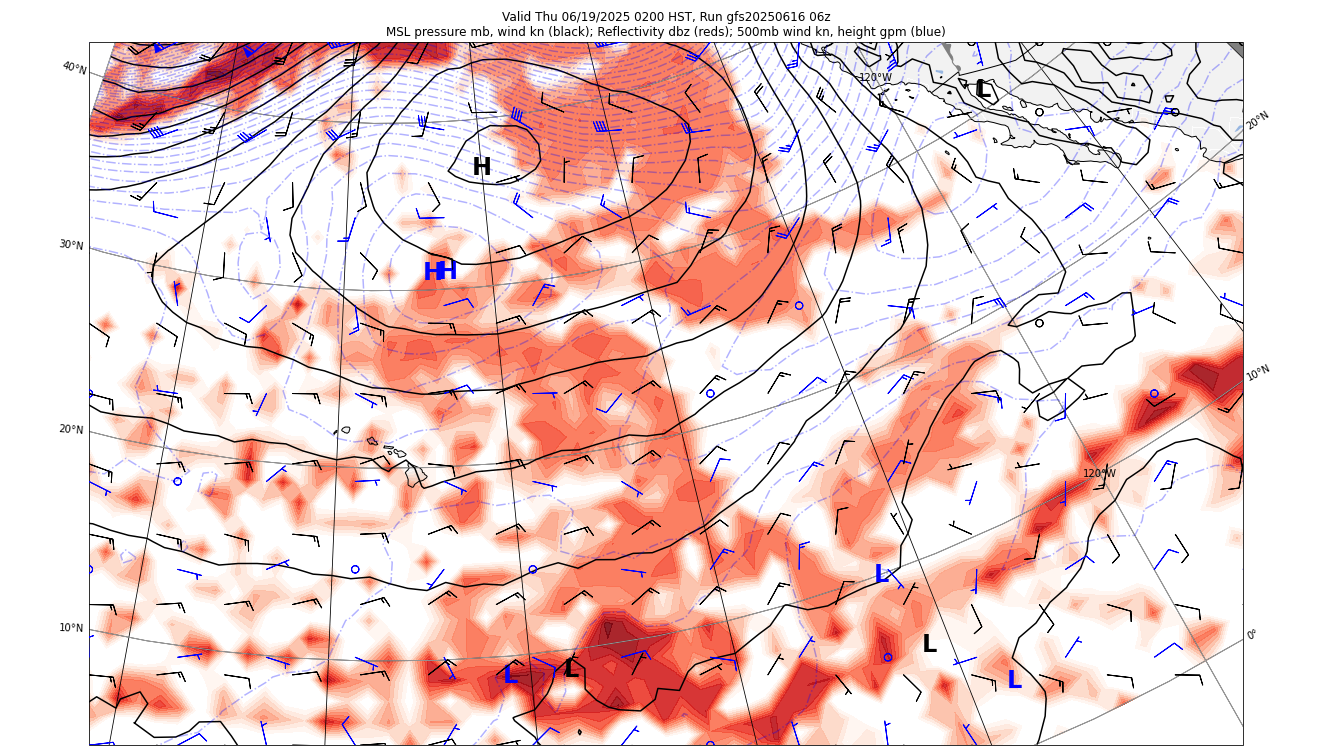 Valid Thu 06/19/2025 0200 HST, Run gfs20250616 06z
MSL pressure mb, wind kn (black); Reflectivity dbz (reds); 500mb wind kn, height gpm (blue)
40°N
120°W
L
20°N
H
30°N
H H
10°N
20°N
120°W
L
10°N
0°
L
L
L
L